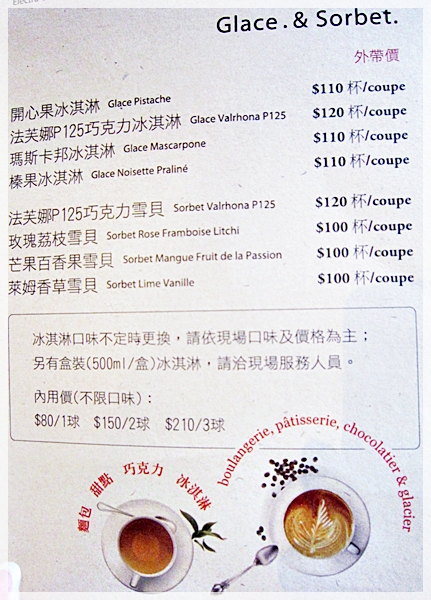 Glace . & Sorbet.
外帶價
開心果冰淇淋 Glace Pistache $110 杯/coupe
法芙娜P125巧克力冰淇淋 Glace Valrhona P125 $120 杯/coupe
瑪斯卡邦冰淇淋 Glace Mascarpone $110 杯/coupe
榛果冰淇淋 Glace Noisette Praliné $110 杯/coupe
法芙娜P125巧克力雪貝 Sorbet Valrhona P125 $120 杯/coupe
玫瑰荔枝雪貝 Sorbet Rose Framboise Litchi $100 杯/coupe
芒果百香果雪貝 Sorbet Mangue Fruit de la Passion $100 杯/coupe
萊姆香草雪貝 Sorbet Lime Vanille $100 杯/coupe
冰淇淋口味不定時更換，請依現場口味及價格為主；
另有盒裝(500ml/盒)冰淇淋，請洽現場服務人員。
內用價(不限口味)：
$80/1球 $150/2球 $210/3球
麵包 甜點 巧克力 冰淇淋
boulangerie, pâtisserie, chocolatier & glacier